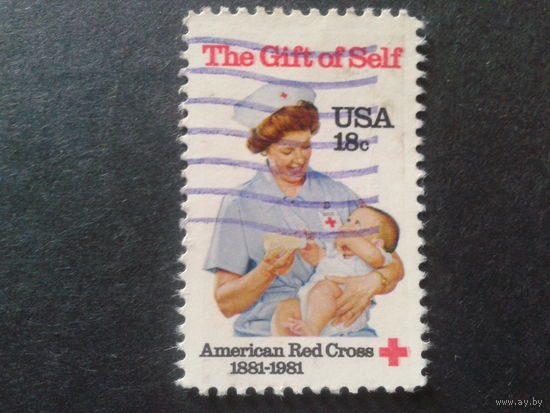 The Gift of Self
USA
18c
American Red Cross
1881-1981
www.ay.by